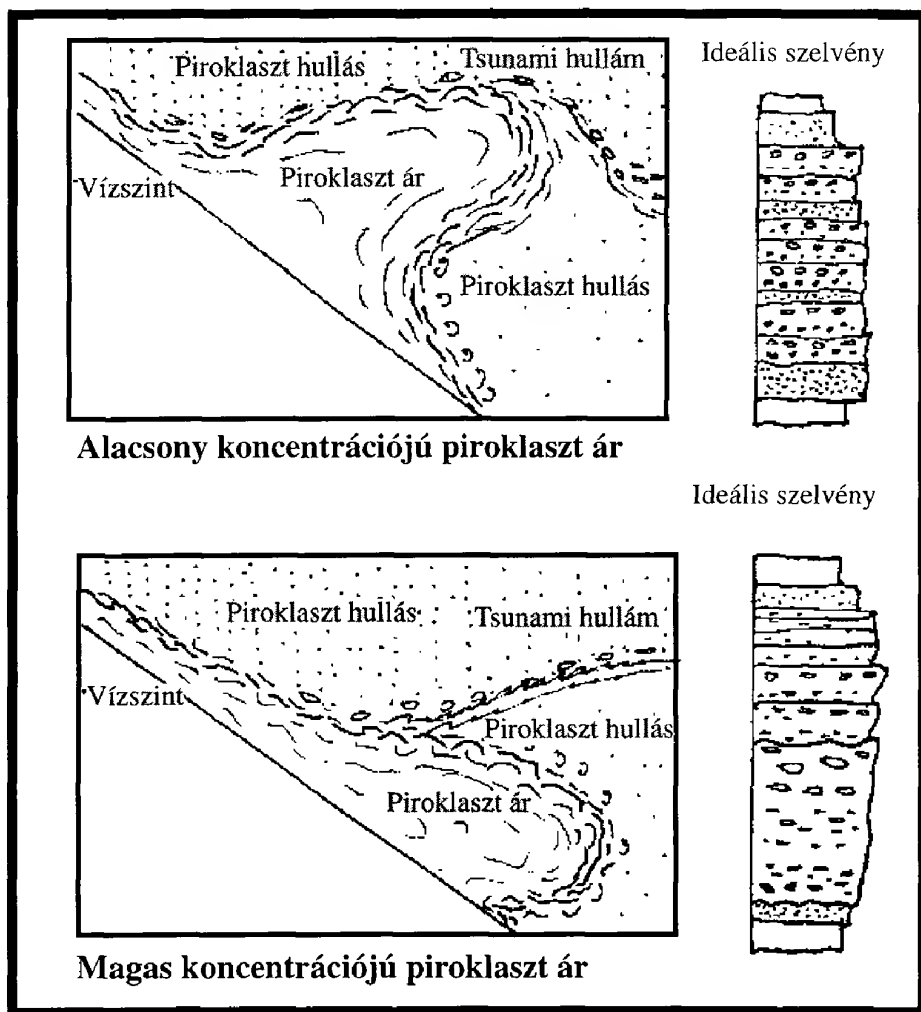 Ideális szelvény
Piroklaszt hullás
Tsunami hullám
Vízszint
Piroklaszt ár
Piroklaszt hullás
Alacsony koncentrációjú piroklaszt ár
Ideális szelvény
Piroklaszt hullás
Tsunami hullám
Vízszint
Piroklaszt hullás
Piroklaszt ár
Magas koncentrációjú piroklaszt ár